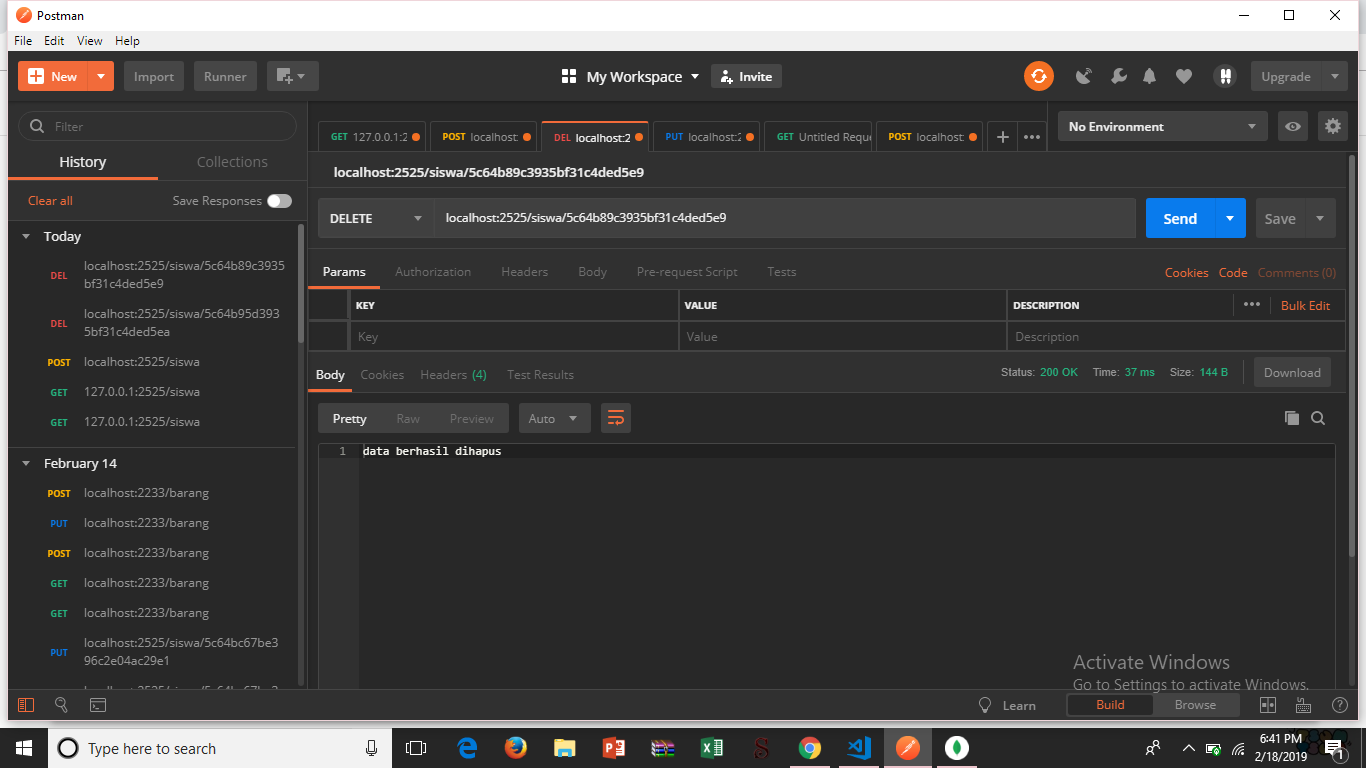 Postman
File Edit View Help
New Import Runner My Workspace Invite Upgrade
Filter
History Collections
Clear all Save Responses
Today
DEL localhost:2525/siswa/5c64b89c3935
bf31c4ded5e9
DEL localhost:2525/siswa/5c64b95d393
5bf31c4ded5ea
POST localhost:2525/siswa
GET 127.0.0.1:2525/siswa
GET 127.0.0.1:2525/siswa
February 14
POST localhost:2233/barang
PUT localhost:2233/barang
POST localhost:2233/barang
GET localhost:2233/barang
GET localhost:2233/barang
PUT localhost:2525/siswa/5c64bc67be3
96c2e04ac29e1
GET 127.0.0.1:2 POST localhost: DEL localhost:2 PUT localhost:2 GET Untitled Reque POST localhost: No Environment
localhost:2525/siswa/5c64b89c3935bf31c4ded5e9
DELETE localhost:2525/siswa/5c64b89c3935bf31c4ded5e9 Send Save
Params Authorization Headers Body Pre-request Script Tests Cookies Code Comments (0)
KEY VALUE DESCRIPTION Bulk Edit
Key Value Description
Body Cookies Headers (4) Test Results Status: 200 OK Time: 37 ms Size: 144 B Download
Pretty Raw Preview Auto
1 data berhasil dihapus
Activate Windows
Go to Settings to activate Windows.
Learn Build Browse
Type here to search
6:41 PM
2/18/2019
1